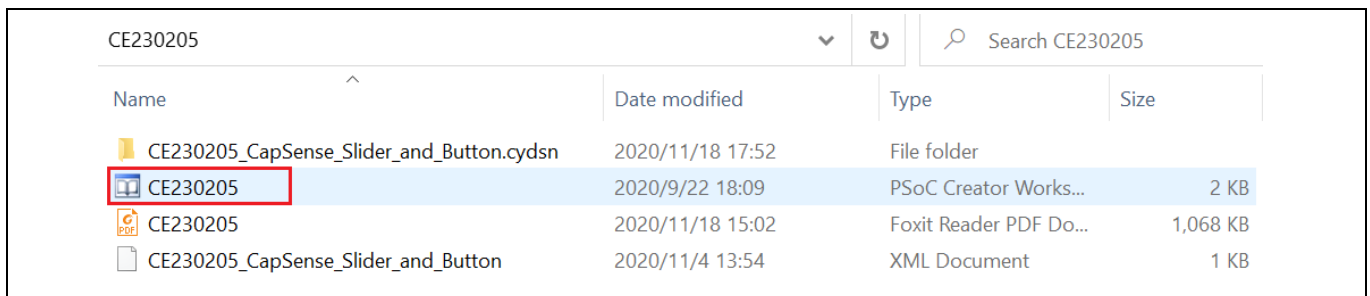 CE230205 Search CE230205
Name Date modified Type Size
CE230205_CapSense_Slider_and_Button.cydsn 2020/11/18 17:52 File folder
CE230205 2020/9/22 18:09 PSoC Creator Works... 2 KB
PDF CE230205 2020/11/18 15:02 Foxit Reader PDF Do... 1,068 KB
CE230205_CapSense_Slider_and_Button 2020/11/4 13:54 XML Document 1 KB